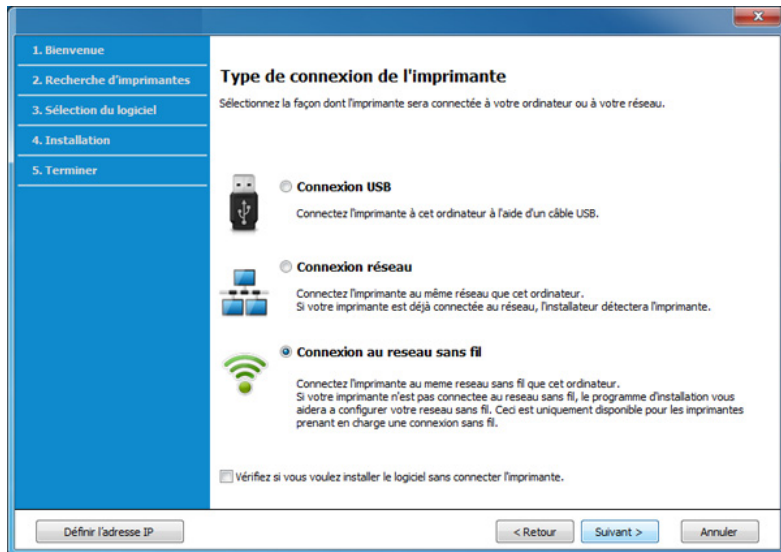 1. Bienvenue
2. Recherche d'imprimantes
3. Sélection du logiciel
4. Installation
5. Terminer
Type de connexion de l'imprimante
Sélectionnez la façon dont l'imprimante sera connectée à votre ordinateur ou à votre réseau.
Connexion USB
Connectez l'imprimante à cet ordinateur à l'aide d'un câble USB.
Connexion réseau
Connectez l'imprimante au même réseau que cet ordinateur.
Si votre imprimante est déjà connectée au réseau, l'installateur détectera l'imprimante.
Connexion au reseau sans fil
Connectez l'imprimante au meme reseau sans fil que cet ordinateur.
Si votre imprimante n'est pas connectee au reseau sans fil, le programme d'installation vous
aidera a configurer votre reseau sans fil. Ceci est uniquement disponible pour les imprimantes
prenant en charge une connexion sans fil.
Vérifiez si vous voulez installer le logiciel sans connecter l'imprimante.
Définir l'adresse IP
< Retour
Suivant >
Annuler